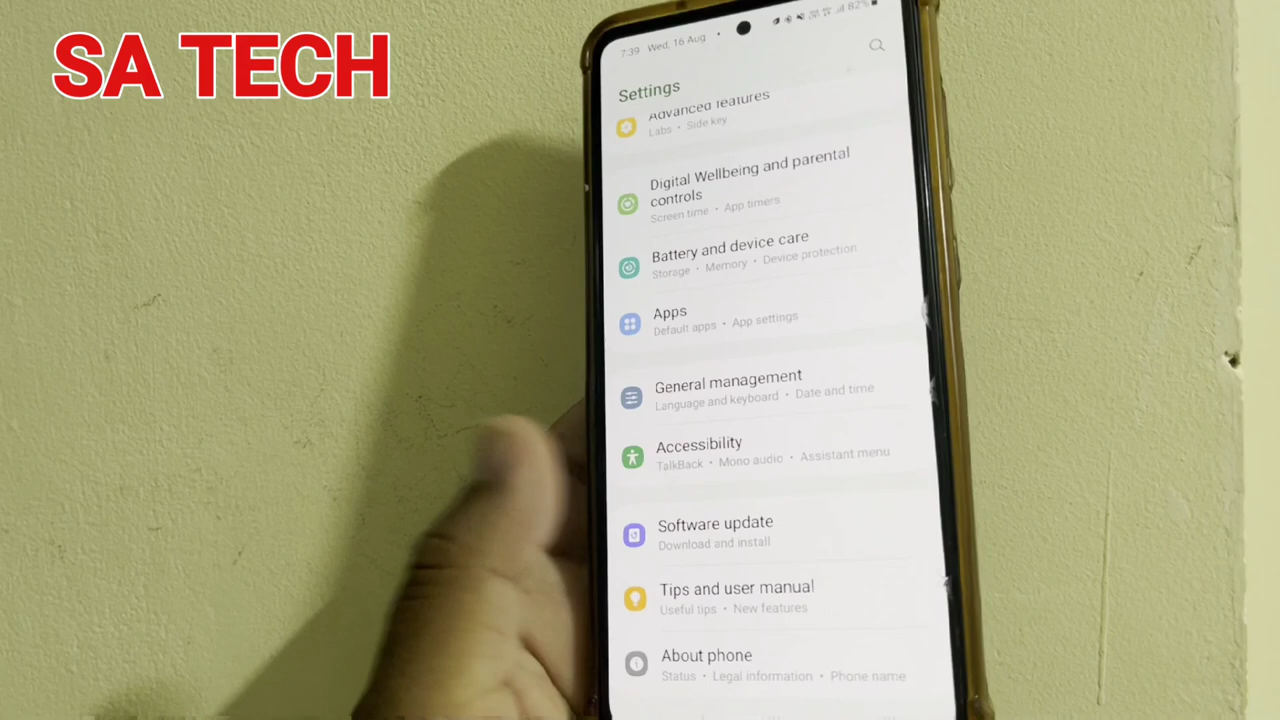 SA TECH
7:39 Wed, 16 Aug •
82%
Settings
Advanced features
Labs • Side key
Digital Wellbeing and parental
controls
Screen time • App timers
Battery and device care
Storage • Memory • Device protection
Apps
Default apps • App settings
General management
Language and keyboard • Date and time
Accessibility
TalkBack • Mono audio • Assistant menu
Software update
Download and install
Tips and user manual
Useful tips • New features
About phone
Status • Legal information • Phone name